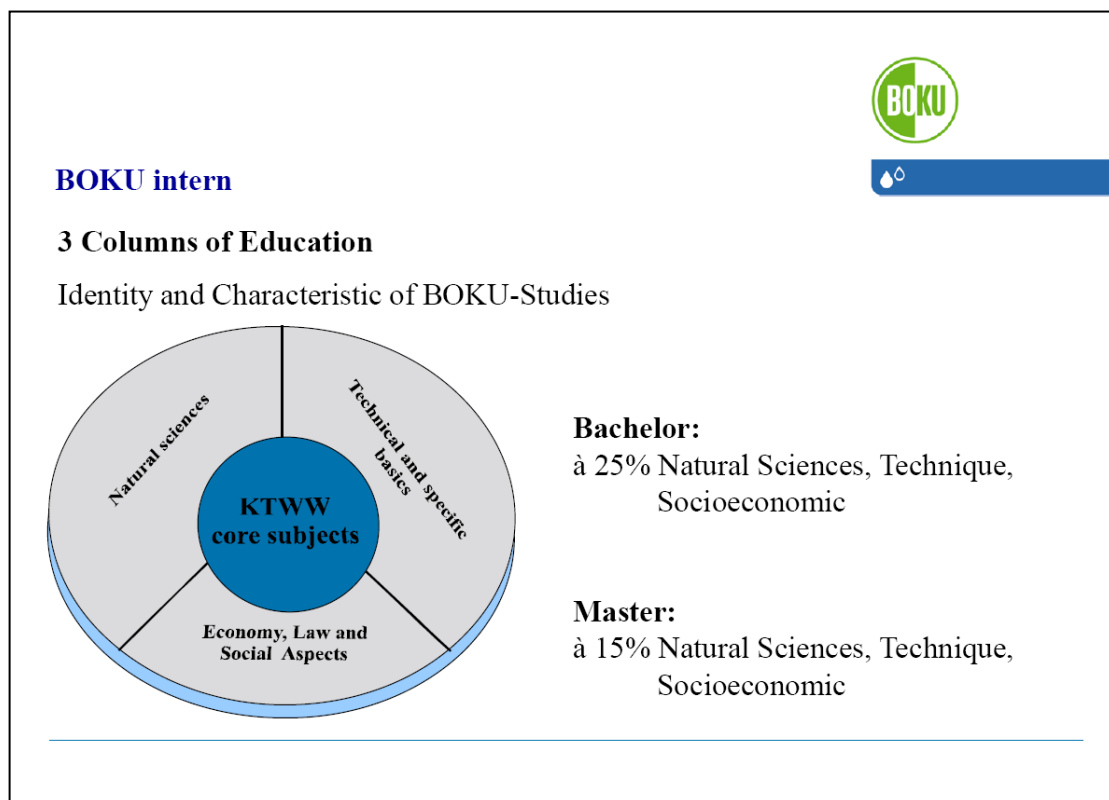 BOKU
BOKU intern
3 Columns of Education
Identity and Characteristic of BOKU-Studies
Natural sciences
Technical and specific
basics
KTWW
core subjects
Economy, Law and
Social Aspects
Bachelor:
à 25% Natural Sciences, Technique,
Socioeconomic
Master:
à 15% Natural Sciences, Technique,
Socioeconomic